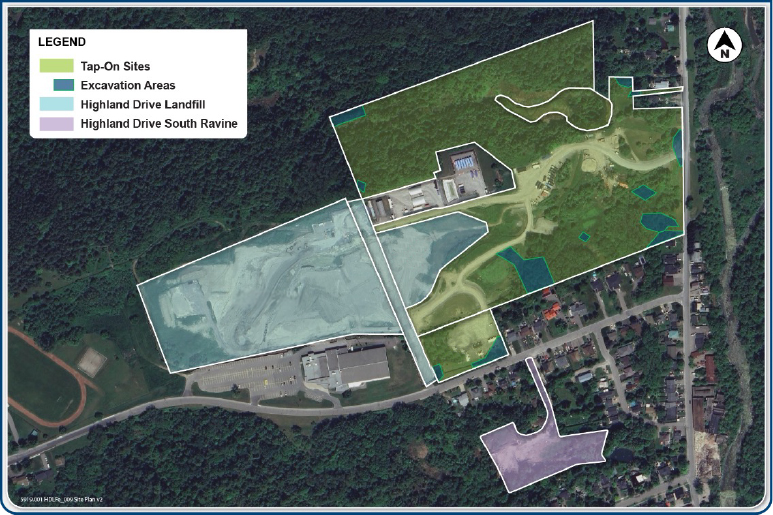 LEGEND
Tap-On Sites
Excavation Areas
Highland Drive Landfill
Highland Drive South Ravine
N